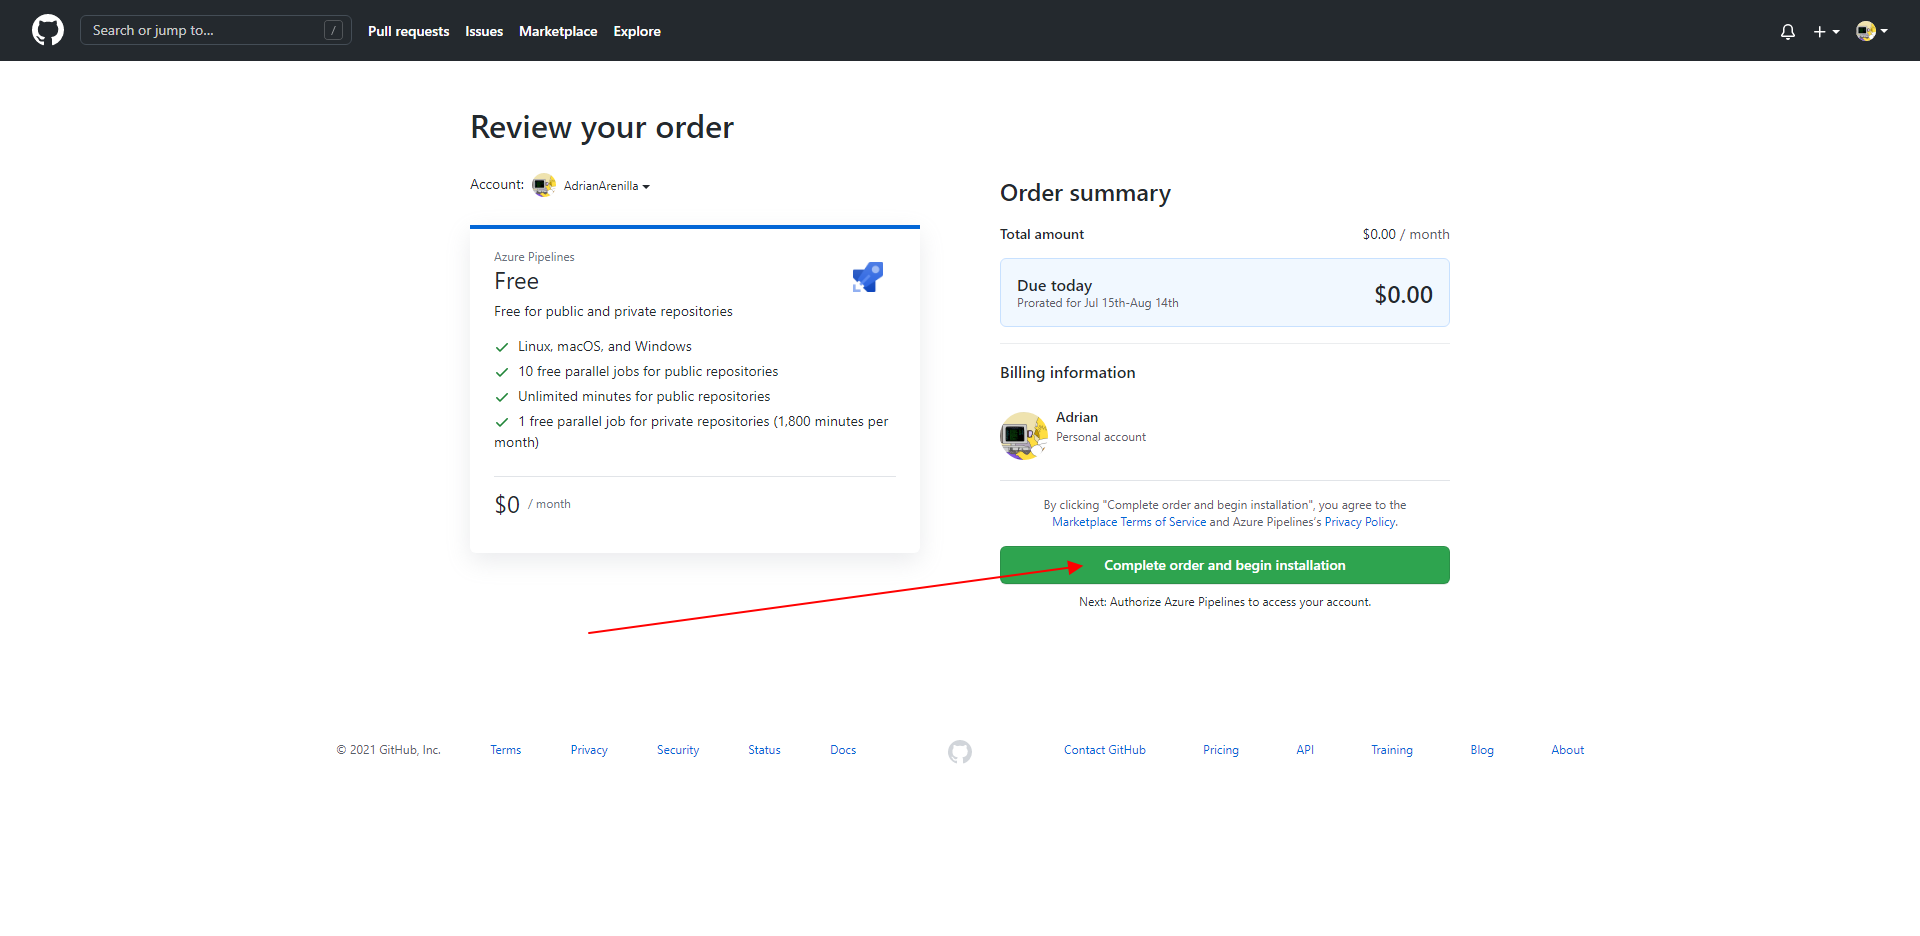 Search or jump to... /
Pull requests Issues Marketplace Explore
Review your order
Account: AdrianArenilla
Azure Pipelines
Free
Free for public and private repositories
Linux, macOS, and Windows
10 free parallel jobs for public repositories
Unlimited minutes for public repositories
1 free parallel job for private repositories (1,800 minutes per
month)
$0 / month
Order summary
Total amount $0.00 / month
Due today
Prorated for Jul 15th-Aug 14th
$0.00
Billing information
Adrian
Personal account
By clicking "Complete order and begin installation", you agree to the
Marketplace Terms of Service and Azure Pipelines's Privacy Policy.
Complete order and begin installation
Next: Authorize Azure Pipelines to access your account.
© 2021 GitHub, Inc. Terms Privacy Security Status Docs Contact GitHub Pricing API Training Blog About